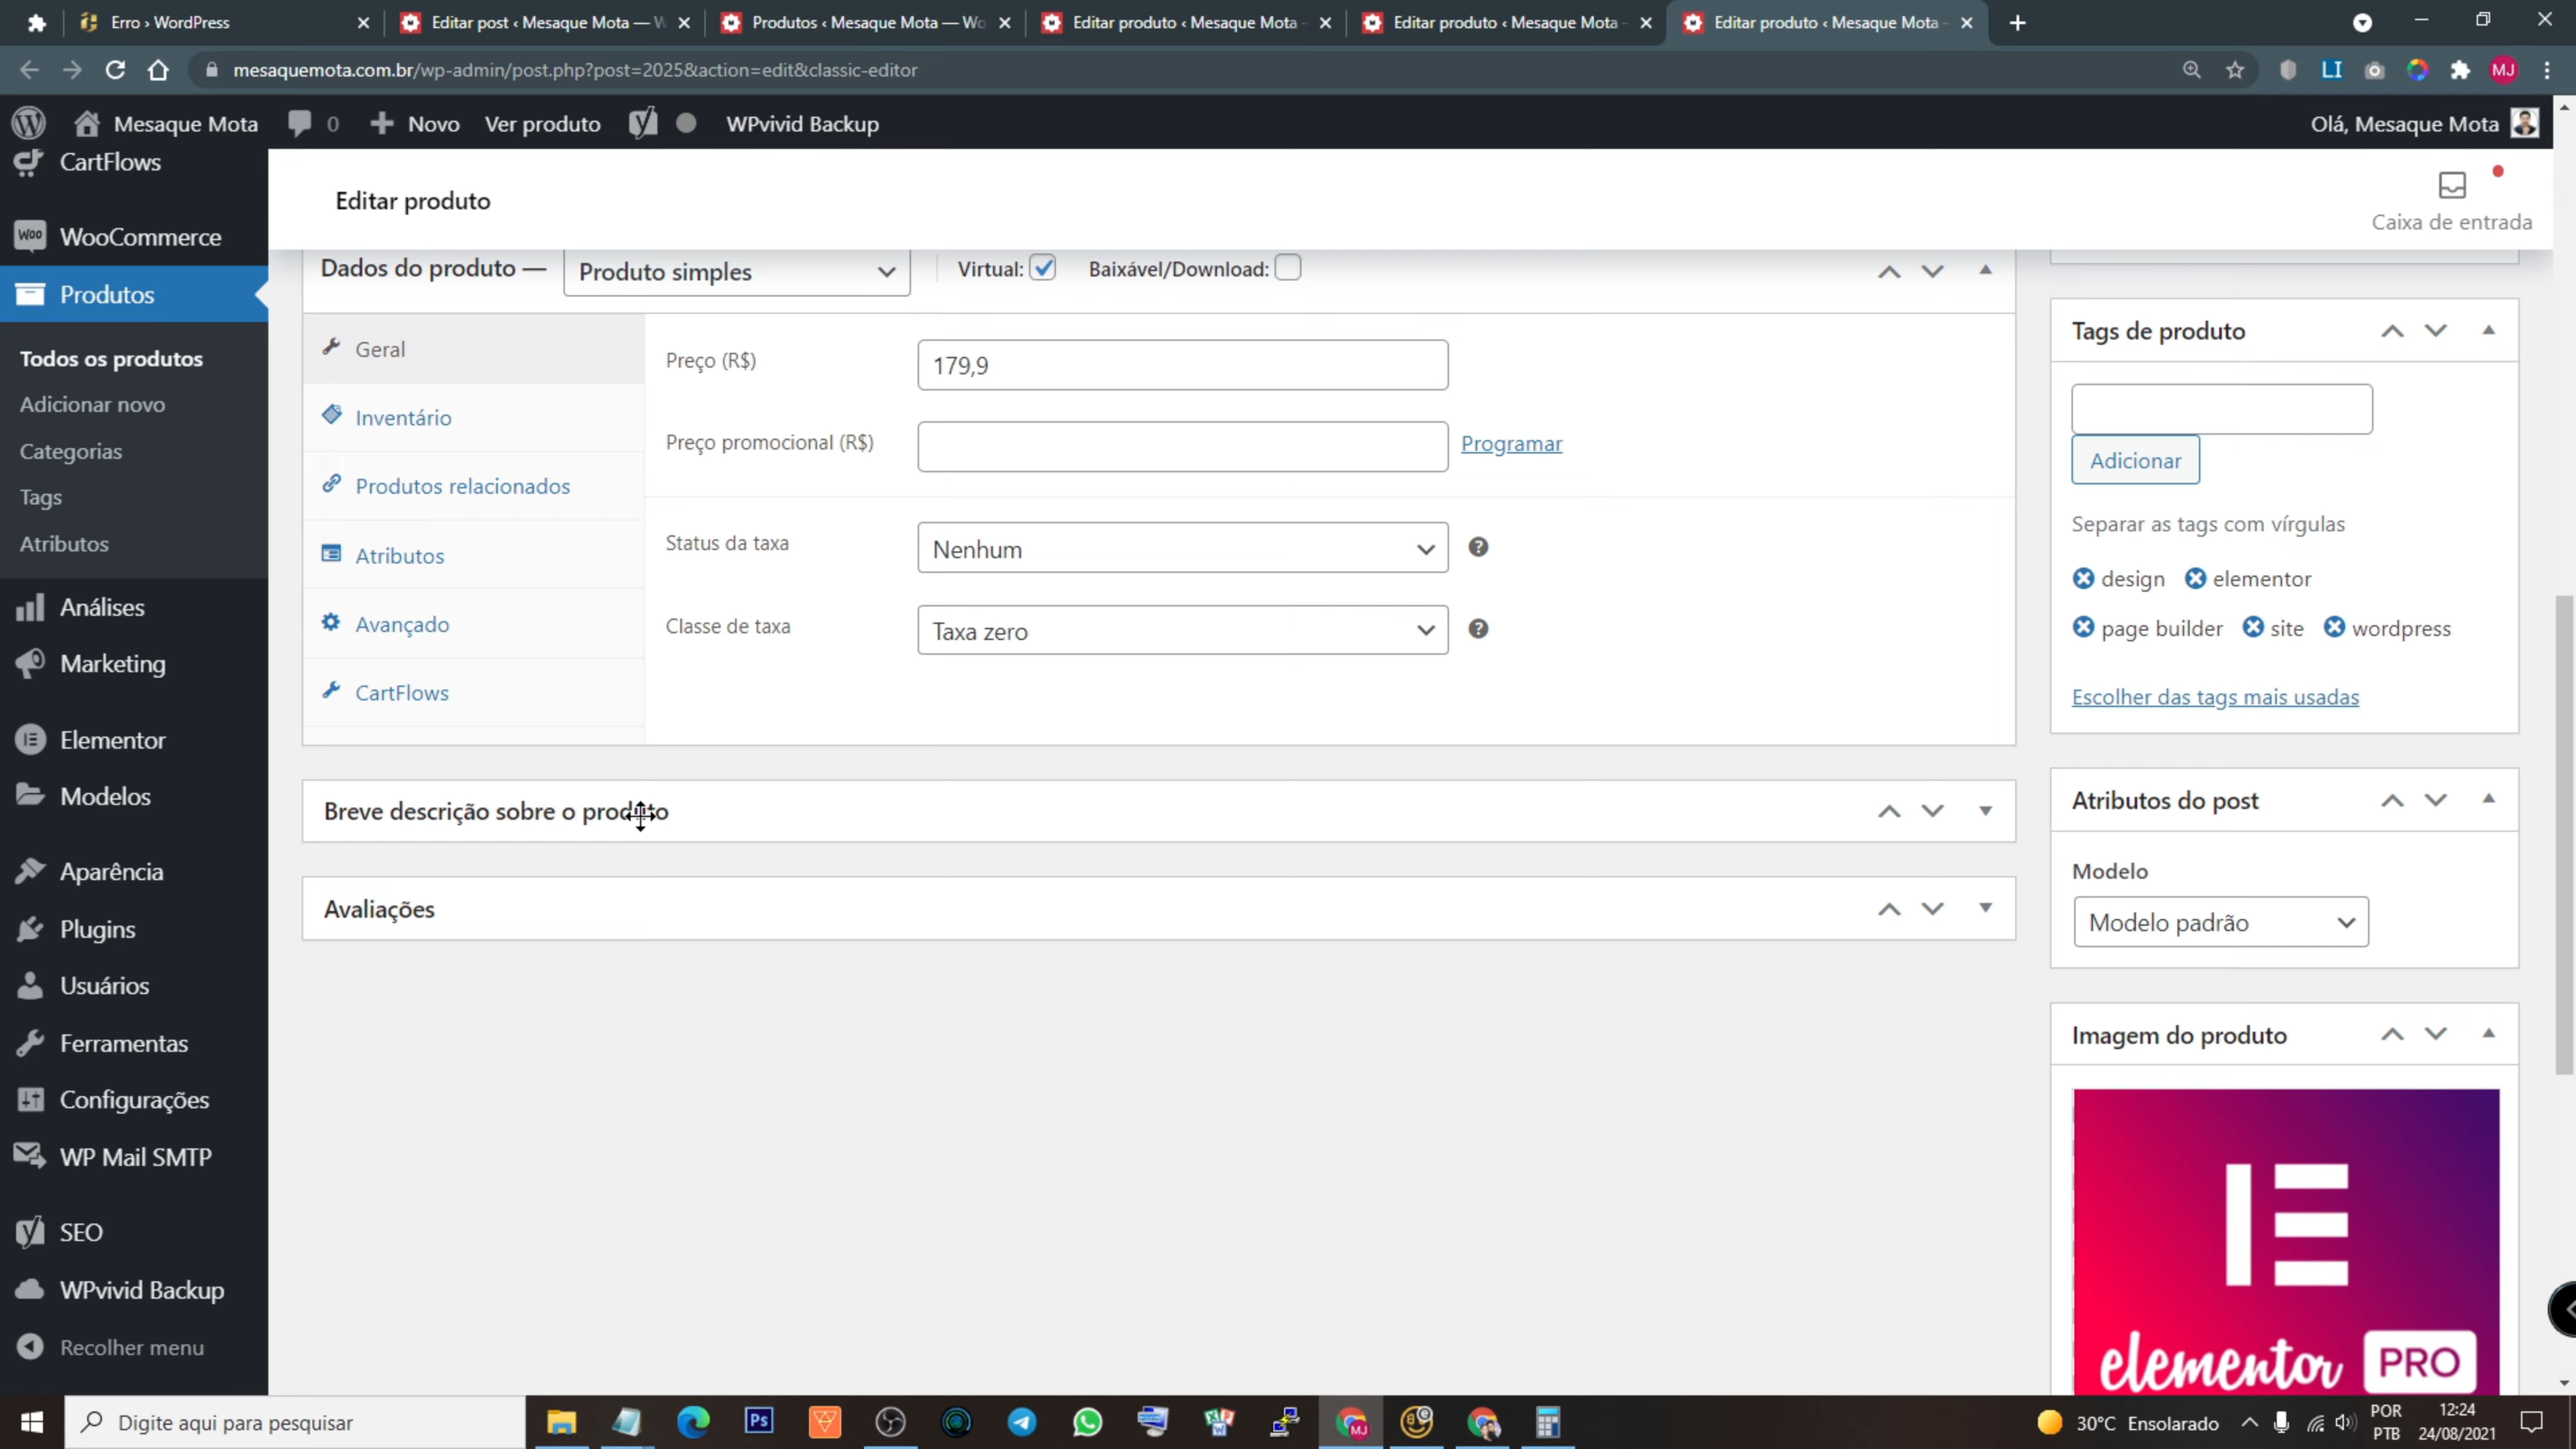 Erro › WordPress
Editar post ‹ Mesaque Mota — W
Produtos ‹ Mesaque Mota — Wo
Editar produto ‹ Mesaque Mota -
Editar produto ‹ Mesaque Mota -
Editar produto ‹ Mesaque Mota -
mesaquemota.com.br/wp-admin/post.php?post=2025&action=edit&classic-editor
LI
MJ
Mesaque Mota
0
Novo
Ver produto
WPvivid Backup
Olá, Mesaque Mota
CartFlows
WooCommerce
Produtos
Todos os produtos
Adicionar novo
Categorias
Tags
Atributos
Análises
Marketing
Elementor
Modelos
Aparência
Plugins
Usuários
Ferramentas
Configurações
WP Mail SMTP
SEO
WPvivid Backup
Recolher menu
Editar produto
Caixa de entrada
Dados do produto —
Produto simples
Virtual:
Baixável/Download:
Geral
Inventário
Produtos relacionados
Atributos
Avançado
CartFlows
Preço (R$)
179,9
Preço promocional (R$)
Programar
Status da taxa
Nenhum
Classe de taxa
Taxa zero
Breve descrição sobre o produto
Avaliações
Tags de produto
Adicionar
Separar as tags com vírgulas
design
elementor
page builder
site
wordpress
Escolher das tags mais usadas
Atributos do post
Modelo
Modelo padrão
Imagem do produto
elementor PRO
Digite aqui para pesquisar
Ps
MJ
30°C Ensolarado
POR
PTB
12:24
24/08/2021